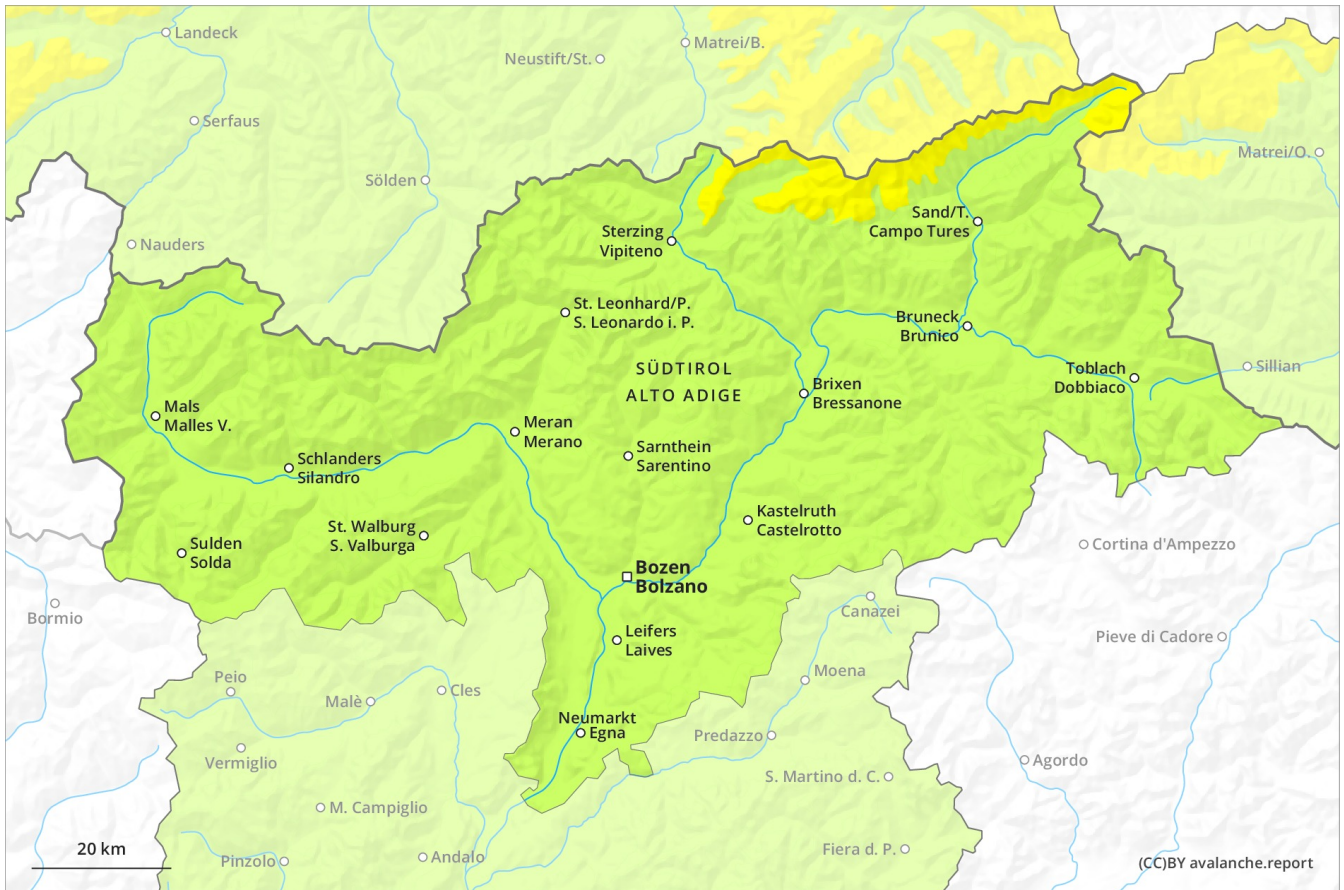 Landeck
Matrei/B.
Neustift/St.
Serfaus
Matrei/O.
Sölden
Sand/T.
Campo Tures
Sterzing
Vipiteno
Nauders
St. Leonhard/P.
S. Leonardo i. P.
Bruneck
Brunico
SÜDTIROL
ALTO ADIGE
Toblach
Dobbiaco
Sillian
Brixen
Bressanone
Mals
Malles V.
Meran
Merano
Sarnthein
Sarentino
Schlanders
Silandro
Kastelruth
Castelrotto
St. Walburg
S. Valburga
Sulden
Solda
Cortina d'Ampezzo
Bozen
Bolzano
Bormio
Canazei
Leifers
Laives
Pieve di Cadore
Moena
Peio
Malè
Cles
Neumarkt
Egna
Predazzo
Vermiglio
Agordo
S. Martino d. C.
M. Campiglio
Fiera d. P.
Andalo
Pinzolo
20 km
(CC)BY avalanche.report